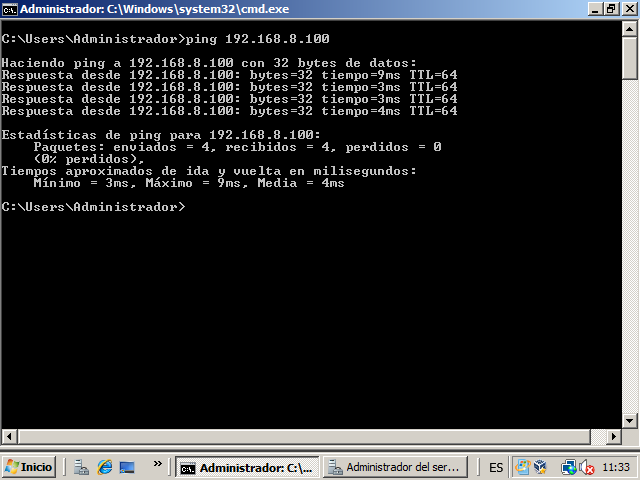 Administrador: C:\Windows\system32\cmd.exe
C:\Users\Administrador>ping 192.168.8.100
Haciendo ping a 192.168.8.100 con 32 bytes de datos:
Respuesta desde 192.168.8.100: bytes=32 tiempo=9ms TTL=64
Respuesta desde 192.168.8.100: bytes=32 tiempo=3ms TTL=64
Respuesta desde 192.168.8.100: bytes=32 tiempo=3ms TTL=64
Respuesta desde 192.168.8.100: bytes=32 tiempo=4ms TTL=64
Estadísticas de ping para 192.168.8.100:
Paquetes: enviados = 4, recibidos = 4, perdidos = 0
(0% perdidos),
Tiempos aproximados de ida y vuelta en milisegundos:
Mínimo = 3ms, Máximo = 9ms, Media = 4ms
C:\Users\Administrador>
Inicio » Administrador: C:\... Administrador del ser... ES 11:33